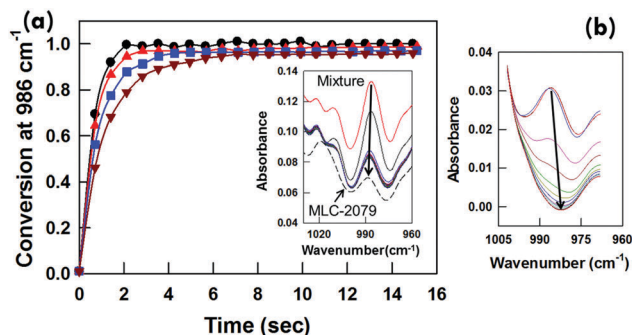 (a)
Conversion at 986 cm⁻¹
1.0
0.8
0.6
0.4
0.2
0.0
0 2 4 6 8 10 12 14 16
Time (sec)
Absorbance
0.14
0.12
0.10
0.08
0.06
0.04
Mixture
MLC-2079
1020 990 960
Wavenumber(cm⁻¹)
(b)
Absorbance
0.04
0.03
0.02
0.01
0.00
1005 990 975 960
Wavenumber (cm⁻¹)